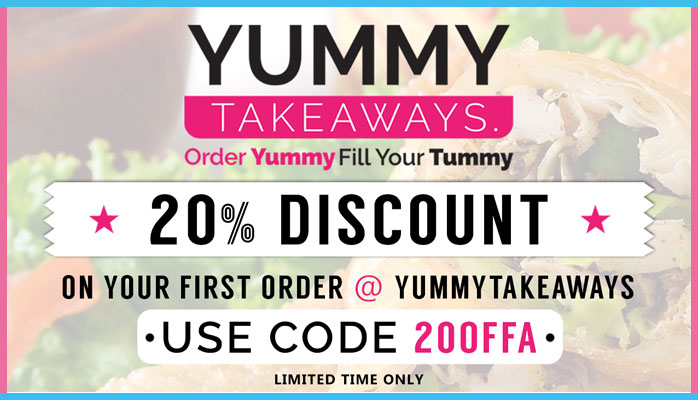 YUMMY
TAKEAWAYS.
Order Yummy Fill Your Tummy
20% DISCOUNT
ON YOUR FIRST ORDER @ YUMMYTAKEAWAYS
•USE CODE 20OFFA•
LIMITED TIME ONLY